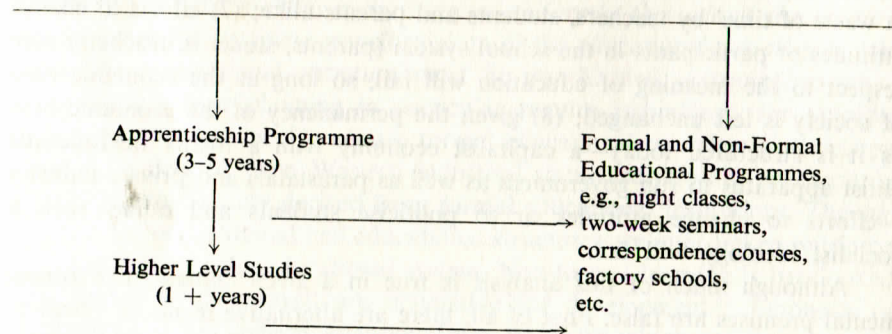 Apprenticeship Programme
(3–5 years)
Higher Level Studies
(1 + years)
Formal and Non-Formal
Educational Programmes,
e.g., night classes,
two-week seminars,
correspondence courses,
factory schools,
etc.